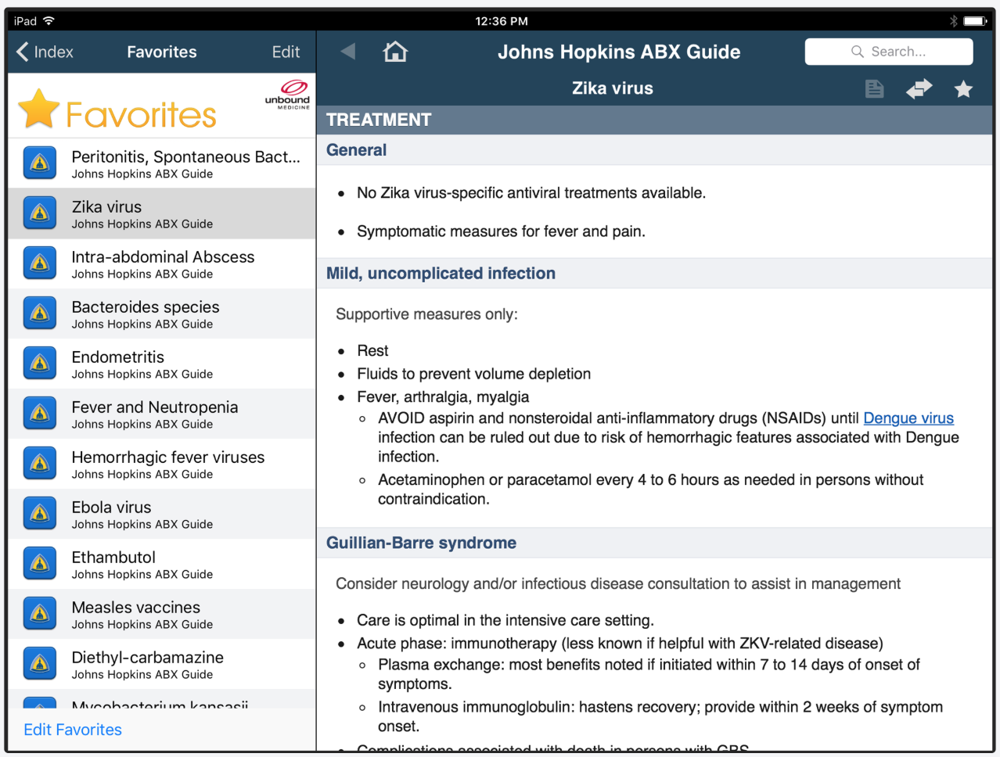 iPad
12:36 PM
Index
Favorites
Edit
Favorites
unbound
MEDICINE
Peritonitis, Spontaneous Bact...
Johns Hopkins ABX Guide
Zika virus
Johns Hopkins ABX Guide
Intra-abdominal Abscess
Johns Hopkins ABX Guide
Bacteroides species
Johns Hopkins ABX Guide
Endometritis
Johns Hopkins ABX Guide
Fever and Neutropenia
Johns Hopkins ABX Guide
Hemorrhagic fever viruses
Johns Hopkins ABX Guide
Ebola virus
Johns Hopkins ABX Guide
Ethambutol
Johns Hopkins ABX Guide
Measles vaccines
Johns Hopkins ABX Guide
Diethyl-carbamazine
Johns Hopkins ABX Guide
Mycobacterium kansasii
Edit Favorites
Johns Hopkins ABX Guide
Search...
Zika virus
TREATMENT
General
• No Zika virus-specific antiviral treatments available.
• Symptomatic measures for fever and pain.
Mild, uncomplicated infection
Supportive measures only:
• Rest
• Fluids to prevent volume depletion
• Fever, arthralgia, myalgia
◦ AVOID aspirin and nonsteroidal anti-inflammatory drugs (NSAIDs) until Dengue virus
infection can be ruled out due to risk of hemorrhagic features associated with Dengue
infection.
◦ Acetaminophen or paracetamol every 4 to 6 hours as needed in persons without
contraindication.
Guillian-Barre syndrome
Consider neurology and/or infectious disease consultation to assist in management
• Care is optimal in the intensive care setting.
• Acute phase: immunotherapy (less known if helpful with ZKV-related disease)
◦ Plasma exchange: most benefits noted if initiated within 7 to 14 days of onset of
symptoms.
◦ Intravenous immunoglobulin: hastens recovery; provide within 2 weeks of symptom
onset.
• Complications associated with death in persons with GBS